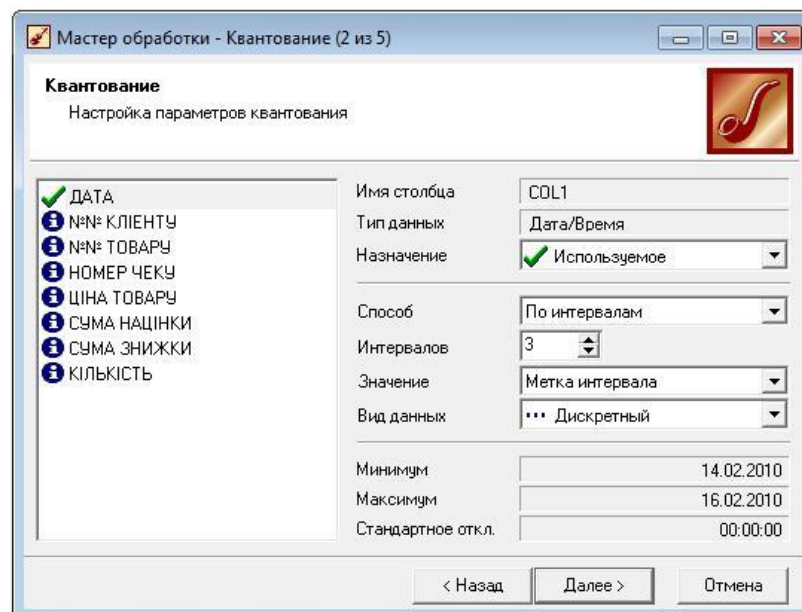 Мастер обработки - Квантование (2 из 5)
Квантование
Настройка параметров квантования
ДАТА
№№ КЛІЕНТУ
№№ ТОВАРУ
НОМЕР ЧЕКУ
ЦІНА ТОВАРУ
СУМА НАЦІНКИ
СУМА ЗНИЖКИ
КІЛЬКІСТЬ
Имя столбца COL1
Тип данных Дата/Время
Назначение Используемое
Способ По интервалам
Интервалов 3
Значение Метка интервала
Вид данных Дискретный
Минимум 14.02.2010
Максимум 16.02.2010
Стандартное откл. 00:00:00
< Назад Далее > Отмена